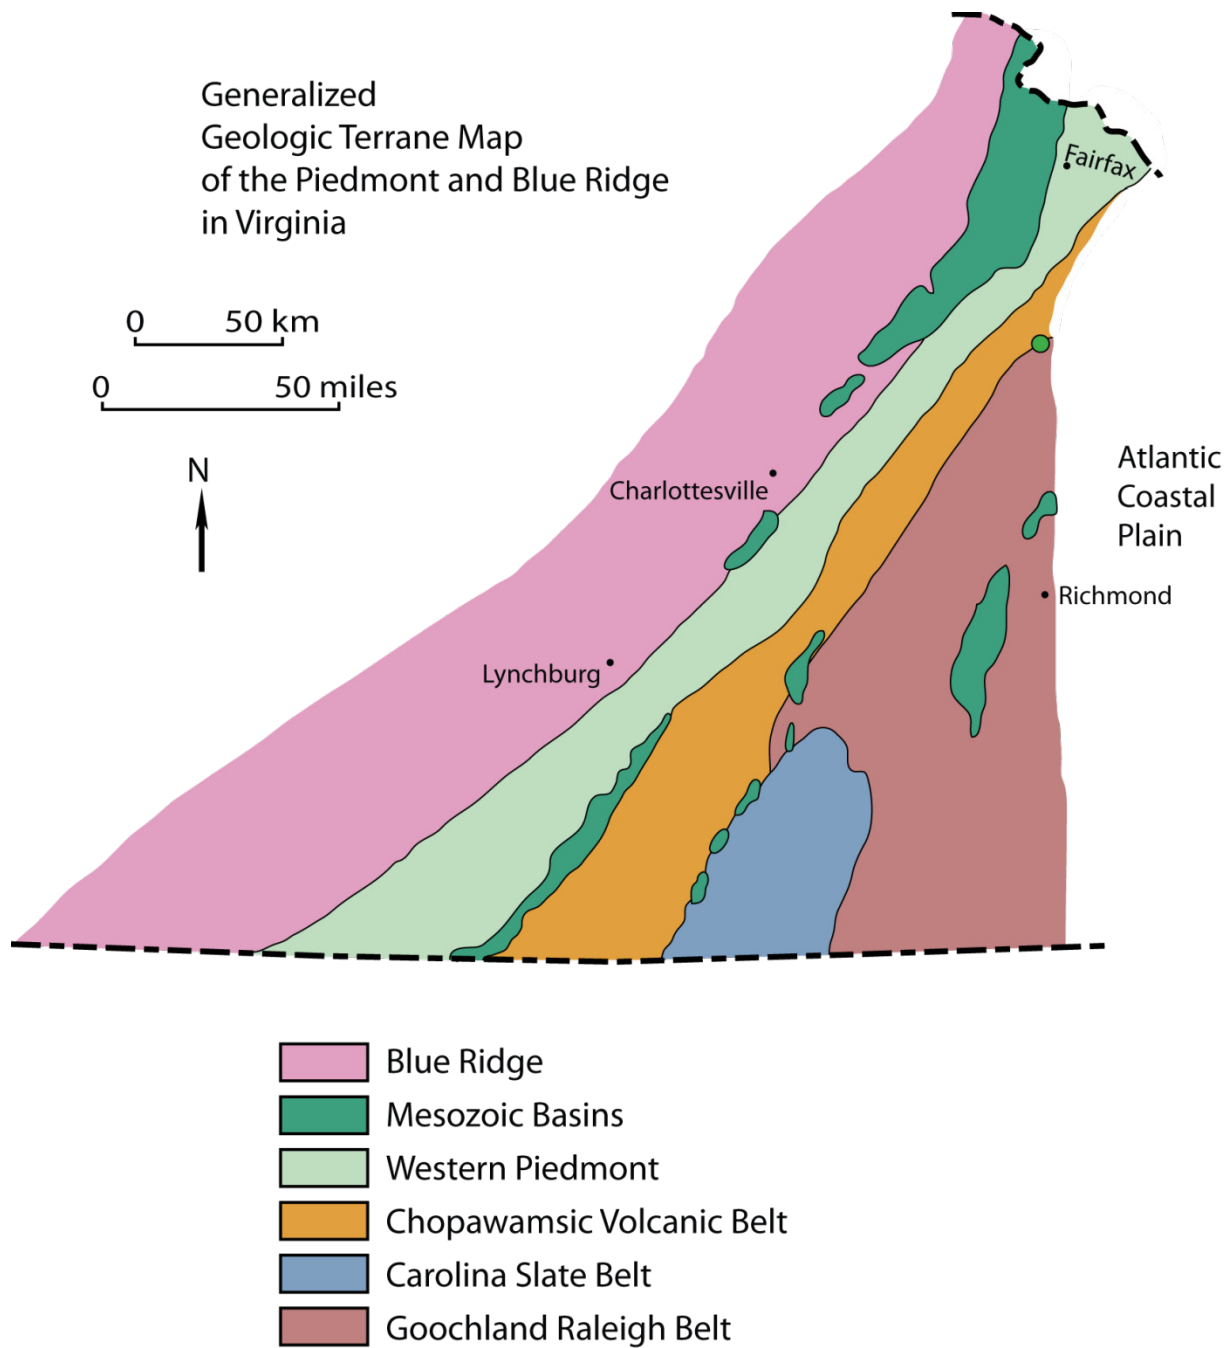 Generalized
Geologic Terrane Map
of the Piedmont and Blue Ridge
in Virginia
0 50 km
0 50 miles
N
Fairfax
Charlottesville
Atlantic
Coastal
Plain
Richmond
Lynchburg
Blue Ridge
Mesozoic Basins
Western Piedmont
Chopawamsic Volcanic Belt
Carolina Slate Belt
Goochland Raleigh Belt